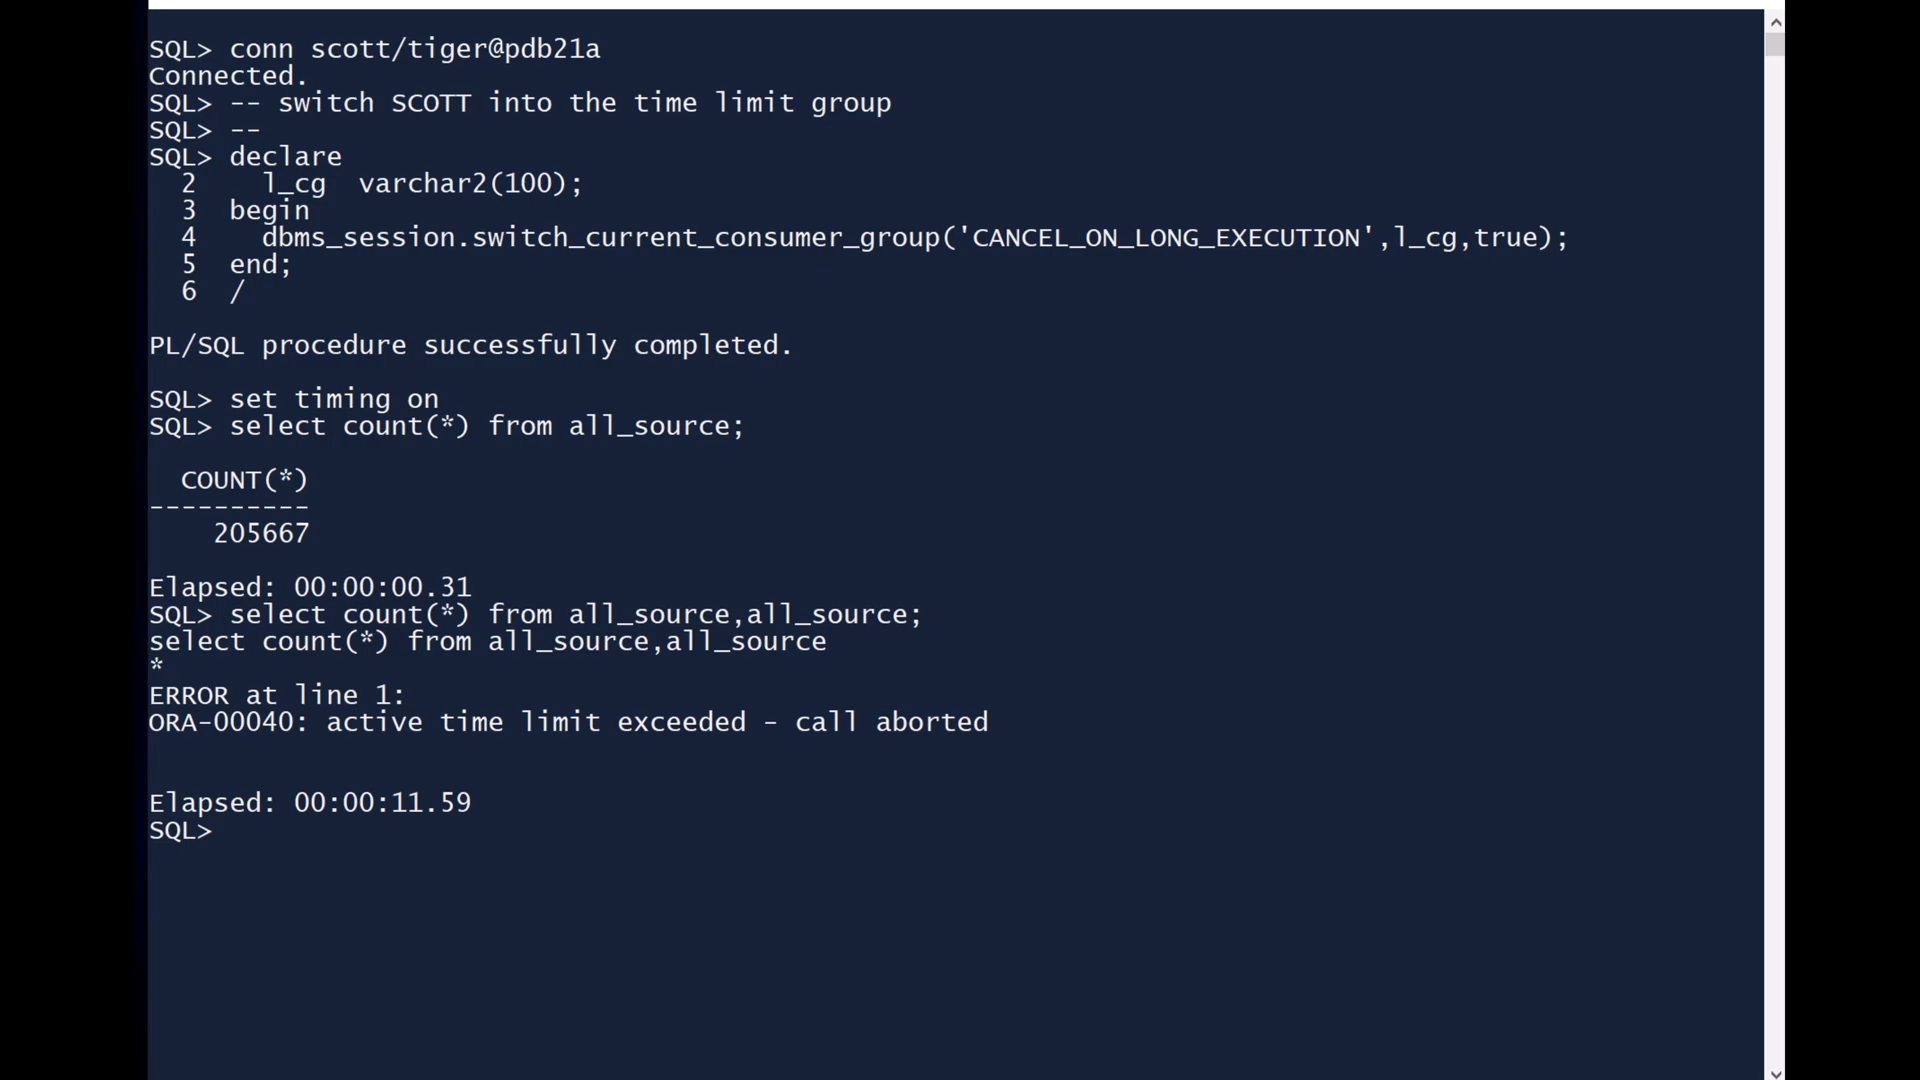 SQL> conn scott/tiger@pdb21a
Connected.
SQL> -- switch SCOTT into the time limit group
SQL> --
SQL> declare
  2    l_cg  varchar2(100);
  3  begin
  4    dbms_session.switch_current_consumer_group('CANCEL_ON_LONG_EXECUTION',l_cg,true);
  5  end;
  6  /
PL/SQL procedure successfully completed.
SQL> set timing on
SQL> select count(*) from all_source;
  COUNT(*)
----------
    205667
Elapsed: 00:00:00.31
SQL> select count(*) from all_source,all_source;
select count(*) from all_source,all_source
*
ERROR at line 1:
ORA-00040: active time limit exceeded - call aborted
Elapsed: 00:00:11.59
SQL>